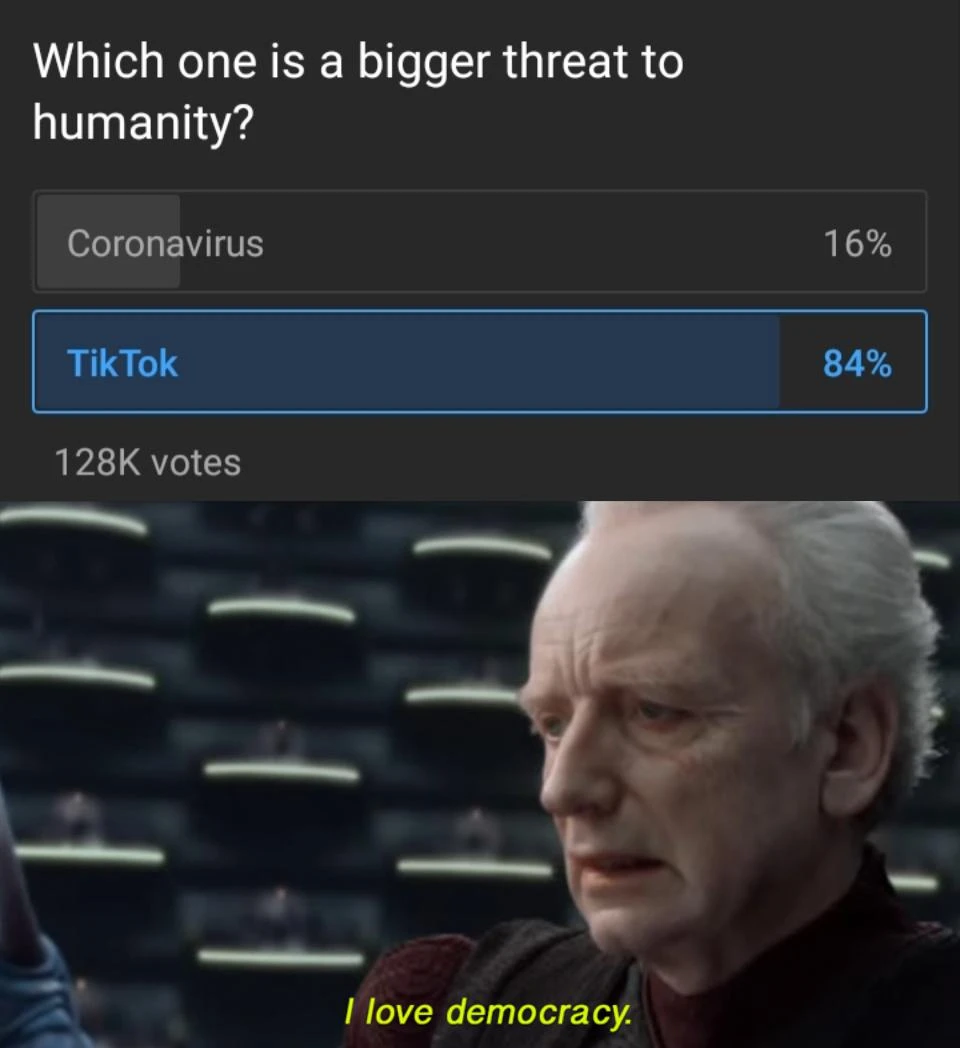 Which one is a bigger threat to
humanity?
Coronavirus 16%
TikTok 84%
128K votes
I love democracy.